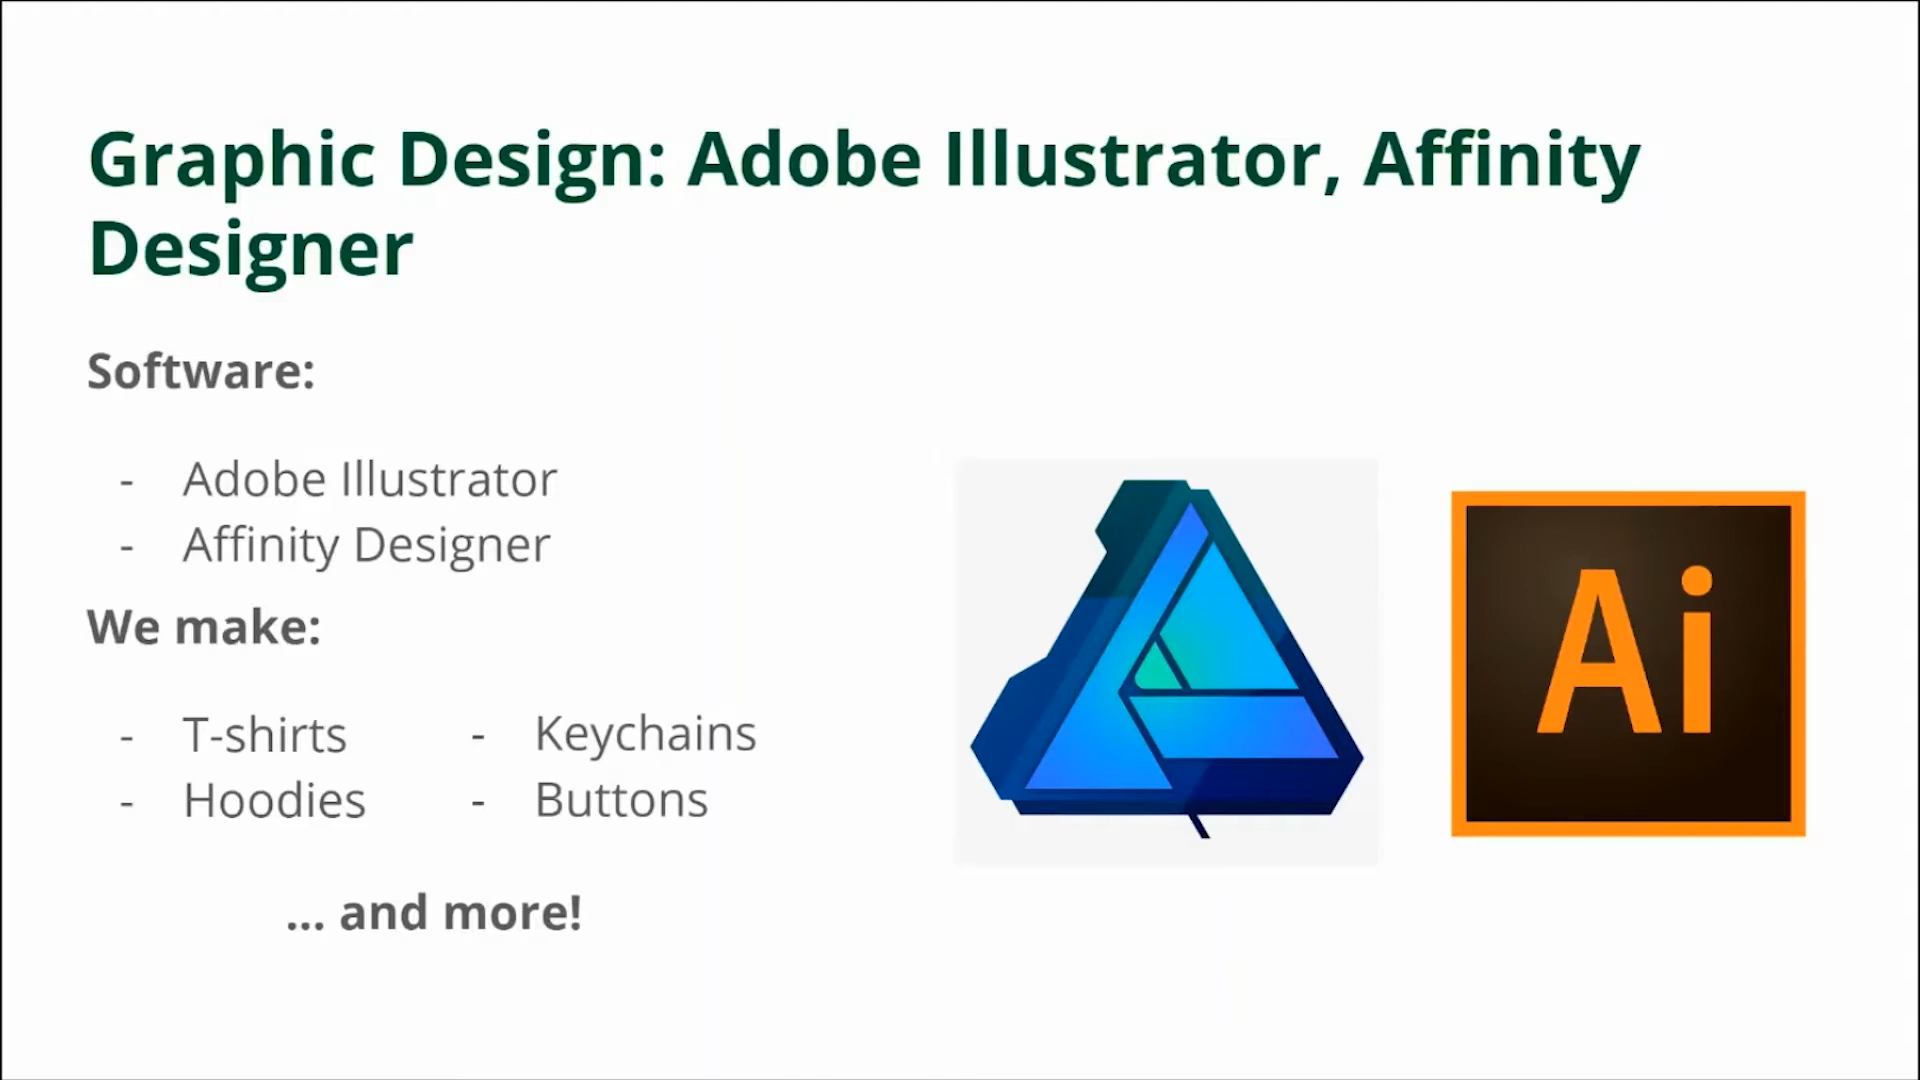 Graphic Design: Adobe Illustrator, Affinity
Designer
Software:
- Adobe Illustrator
- Affinity Designer
We make:
- T-shirts
- Hoodies
- Keychains
- Buttons
... and more!
Ai